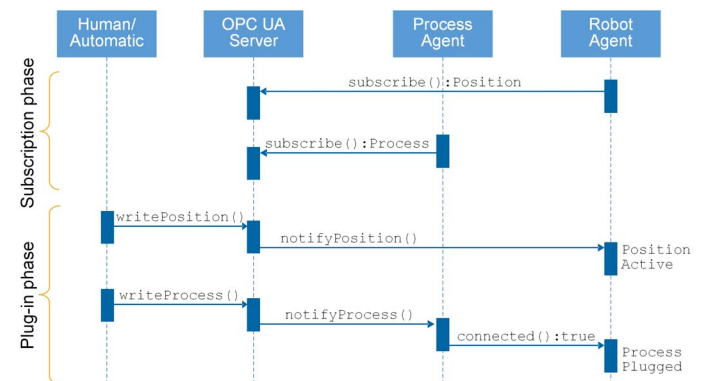 Human/
Automatic
OPC UA
Server
Process
Agent
Robot
Agent
Subscription phase
subscribe():Position
subscribe():Process
Plug-in phase
writePosition()
notifyPosition()
Position
Active
writeProcess()
notifyProcess()
connected():true
Process
Plugged